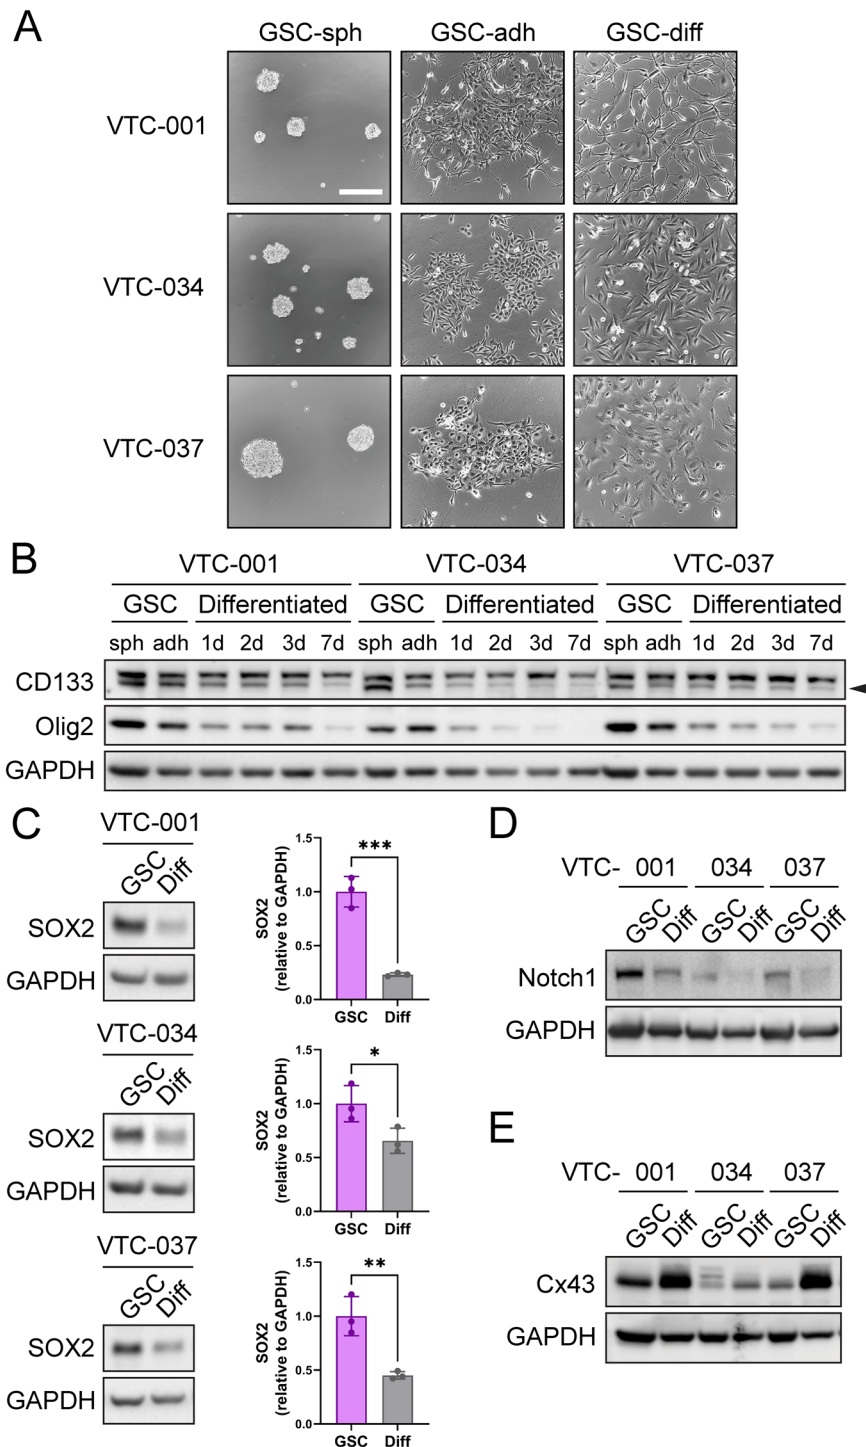 A
GSC-sph GSC-adh GSC-diff
VTC-001
VTC-034
VTC-037
B
VTC-001 VTC-034 VTC-037
GSC Differentiated GSC Differentiated GSC Differentiated
sph adh 1d 2d 3d 7d sph adh 1d 2d 3d 7d sph adh 1d 2d 3d 7d
CD133
Olig2
GAPDH
C
VTC-001
GSC Diff
SOX2
GAPDH
SOX2
(relative to GAPDH)
1.5
1.0
0.5
0.0
***
GSC Diff
VTC-034
GSC Diff
SOX2
GAPDH
SOX2
(relative to GAPDH)
1.5
1.0
0.5
0.0
*
GSC Diff
VTC-037
GSC Diff
SOX2
GAPDH
SOX2
(relative to GAPDH)
1.5
1.0
0.5
0.0
**
GSC Diff
D
VTC- 001 034 037
GSC Diff GSC Diff GSC Diff
Notch1
GAPDH
E
VTC- 001 034 037
GSC Diff GSC Diff GSC Diff
Cx43
GAPDH